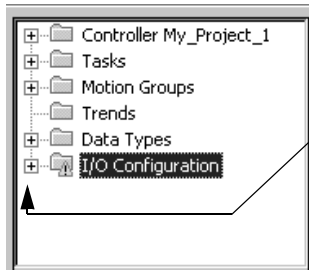 Controller My_Project_1
Tasks
Motion Groups
Trends
Data Types
I/O Configuration